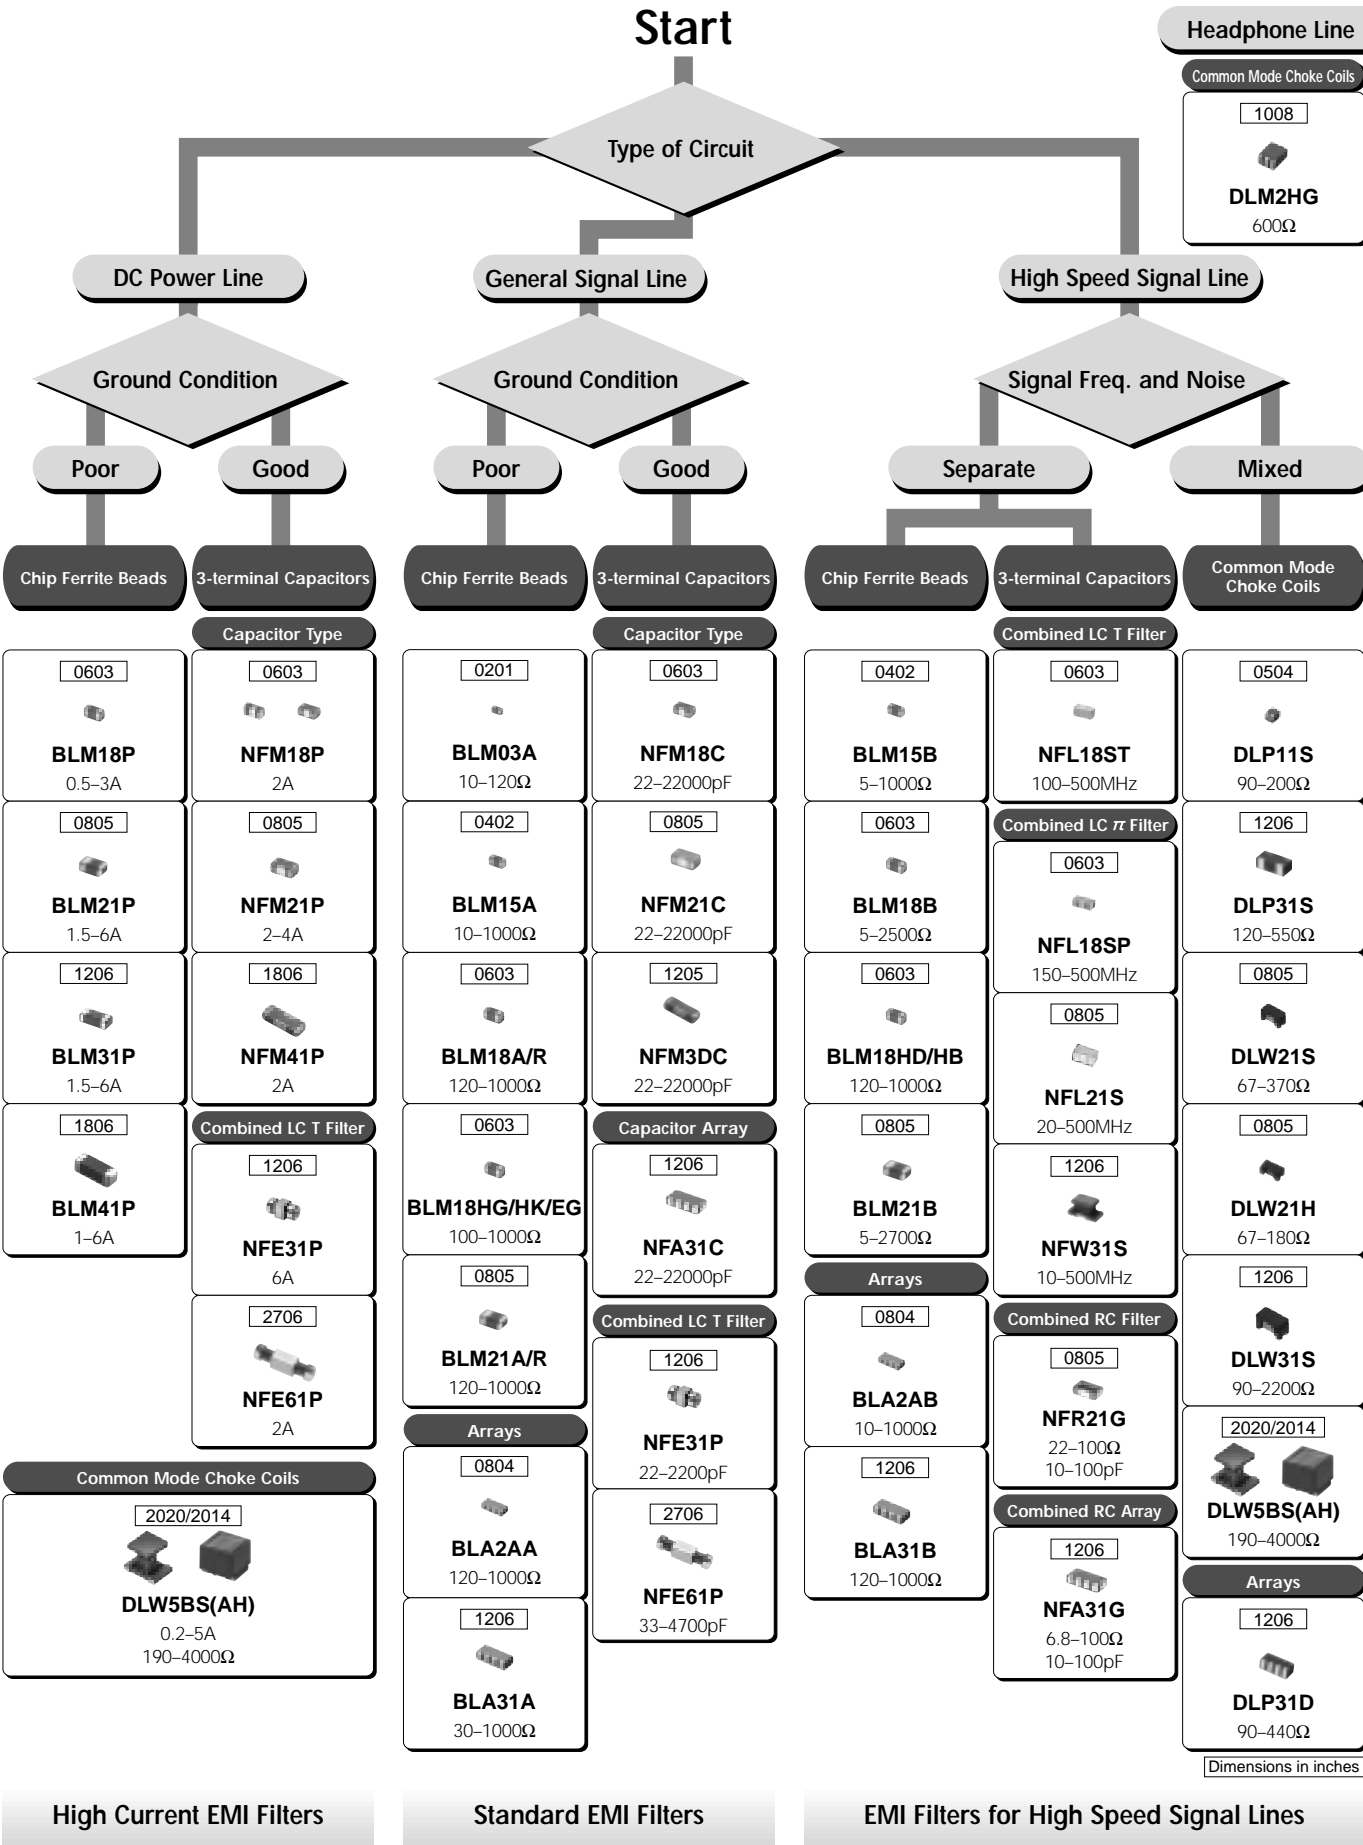 Start
Headphone Line
Common Mode Choke Coils
1008
DLM2HG
600Ω
Type of Circuit
DC Power Line
General Signal Line
High Speed Signal Line
Ground Condition
Ground Condition
Signal Freq. and Noise
Poor
Good
Poor
Good
Separate
Mixed
Chip Ferrite Beads
3-terminal Capacitors
Chip Ferrite Beads
3-terminal Capacitors
Chip Ferrite Beads
3-terminal Capacitors
Common Mode
Choke Coils
0603
BLM18P
0.5–3A
0805
BLM21P
1.5–6A
1206
BLM31P
1.5–6A
1806
BLM41P
1–6A
Capacitor Type
0603
NFM18P
2A
0805
NFM21P
2–4A
1806
NFM41P
2A
Combined LC T Filter
1206
NFE31P
6A
2706
NFE61P
2A
Common Mode Choke Coils
2020/2014
DLW5BS(AH)
0.2–5A
190–4000Ω
0201
BLM03A
10–120Ω
0402
BLM15A
10–1000Ω
0603
BLM18A/R
120–1000Ω
0603
BLM18HG/HK/EG
100–1000Ω
0805
BLM21A/R
120–1000Ω
Arrays
0804
BLA2AA
120–1000Ω
1206
BLA31A
30–1000Ω
Capacitor Type
0603
NFM18C
22–22000pF
0805
NFM21C
22–22000pF
1205
NFM3DC
22–22000pF
Capacitor Array
1206
NFA31C
22–22000pF
Combined LC T Filter
1206
NFE31P
22–2200pF
2706
NFE61P
33–4700pF
0402
BLM15B
5–1000Ω
0603
BLM18B
5–2500Ω
0603
BLM18HD/HB
120–1000Ω
0805
BLM21B
5–2700Ω
Arrays
0804
BLA2AB
10–1000Ω
1206
BLA31B
120–1000Ω
Combined LC T Filter
0603
NFL18ST
100–500MHz
Combined LC π Filter
0603
NFL18SP
150–500MHz
0805
NFL21S
20–500MHz
1206
NFW31S
10–500MHz
Combined RC Filter
0805
NFR21G
22–100Ω
10–100pF
Combined RC Array
1206
NFA31G
6.8–100Ω
10–100pF
0504
DLP11S
90–200Ω
1206
DLP31S
120–550Ω
0805
DLW21S
67–370Ω
0805
DLW21H
67–180Ω
1206
DLW31S
90–2200Ω
2020/2014
DLW5BS(AH)
190–4000Ω
Arrays
1206
DLP31D
90–440Ω
Dimensions in inches
High Current EMI Filters
Standard EMI Filters
EMI Filters for High Speed Signal Lines